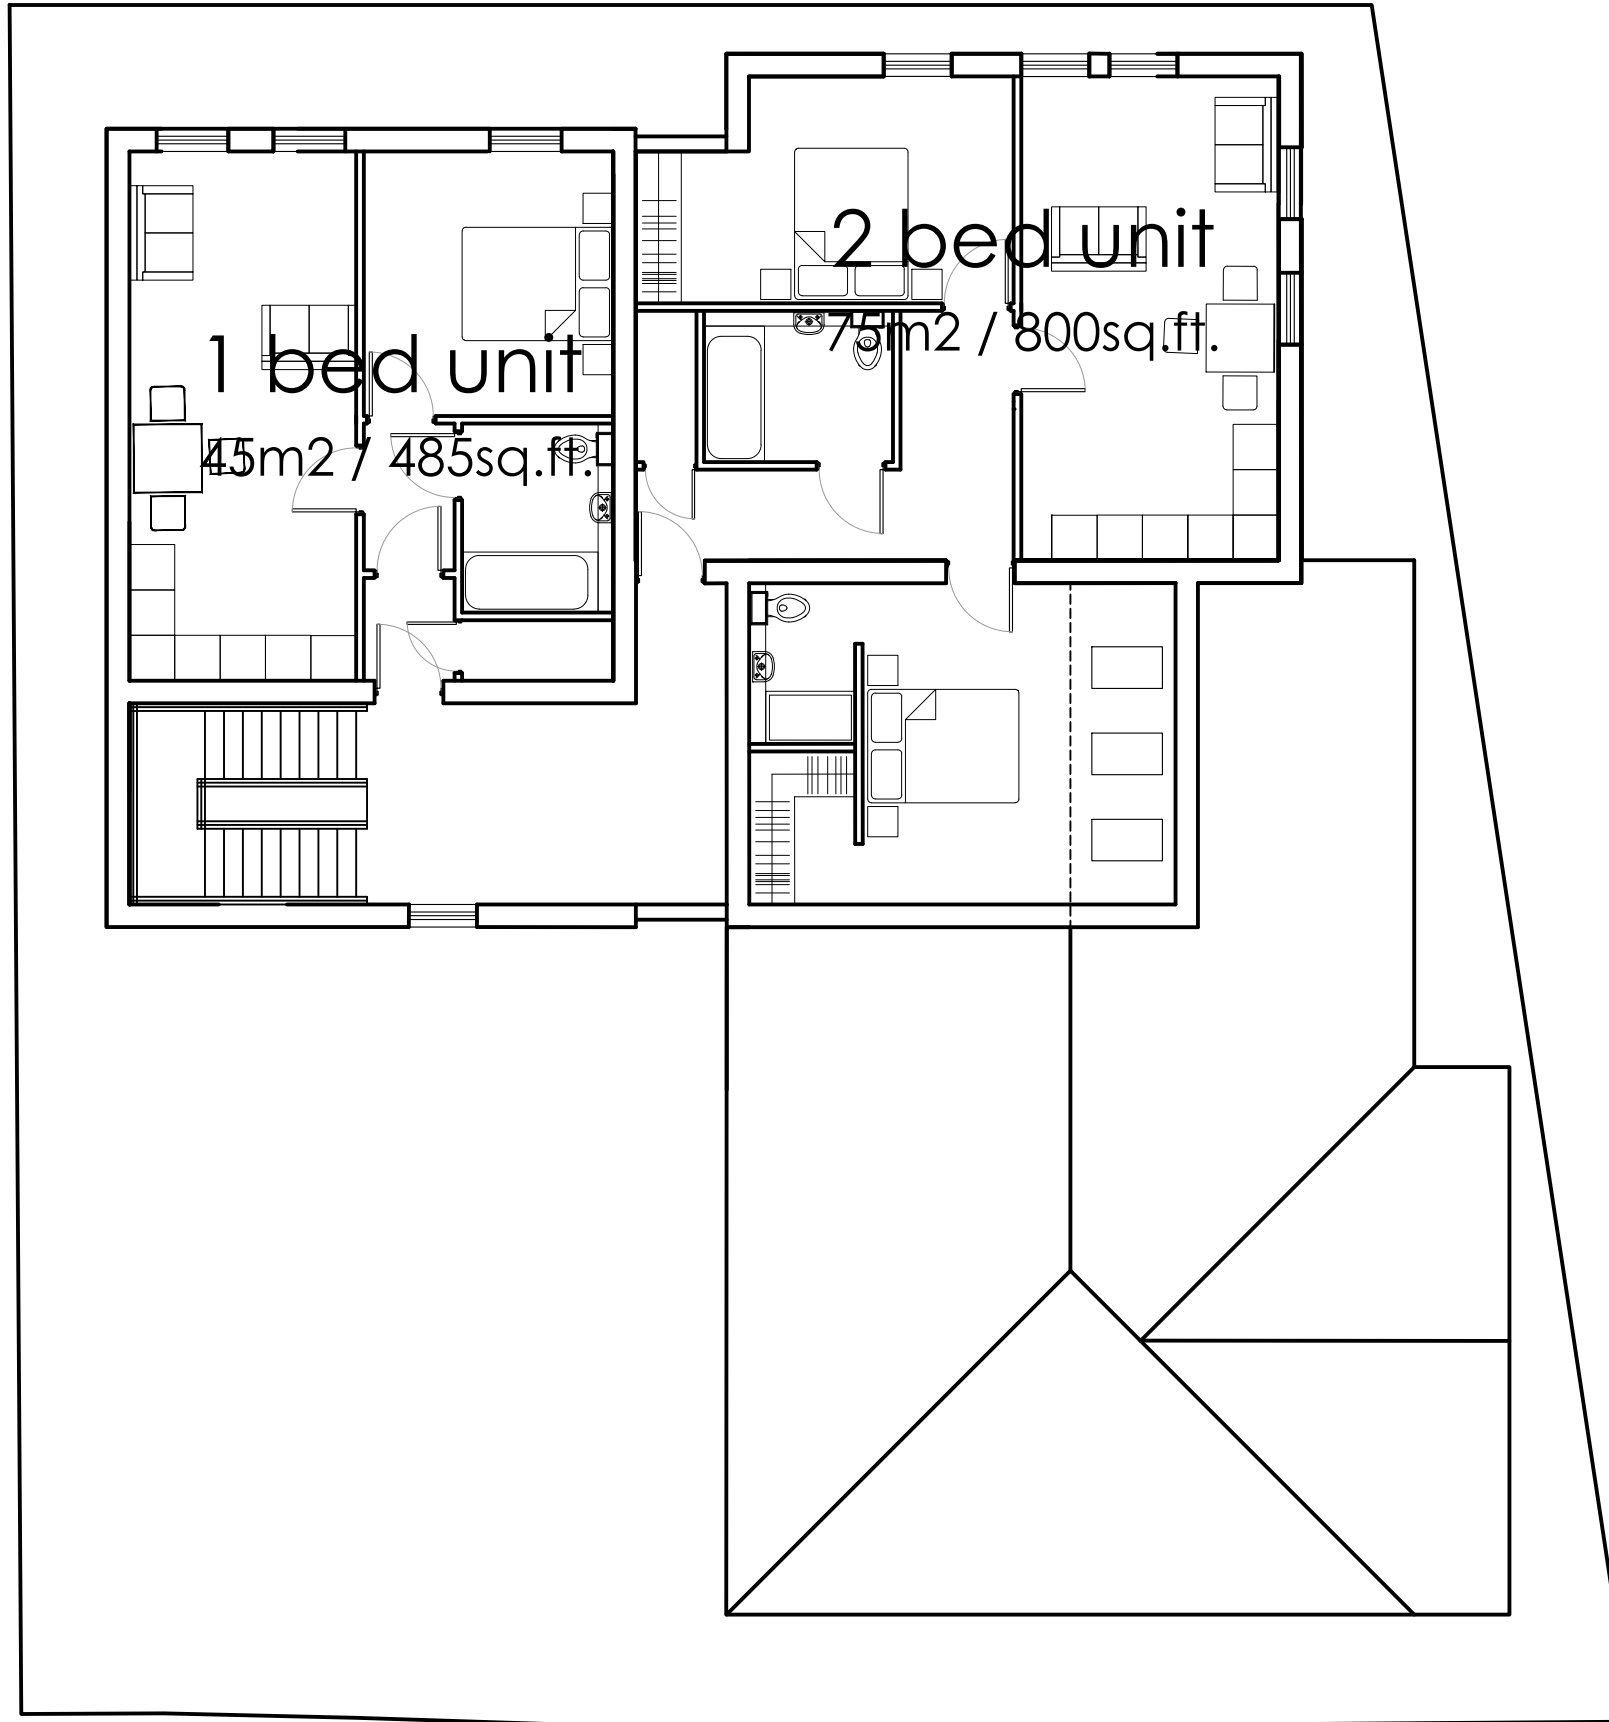 2 bed unit
75m2 / 800sq.ft.
1 bed unit
45m2 / 485sq.ft.